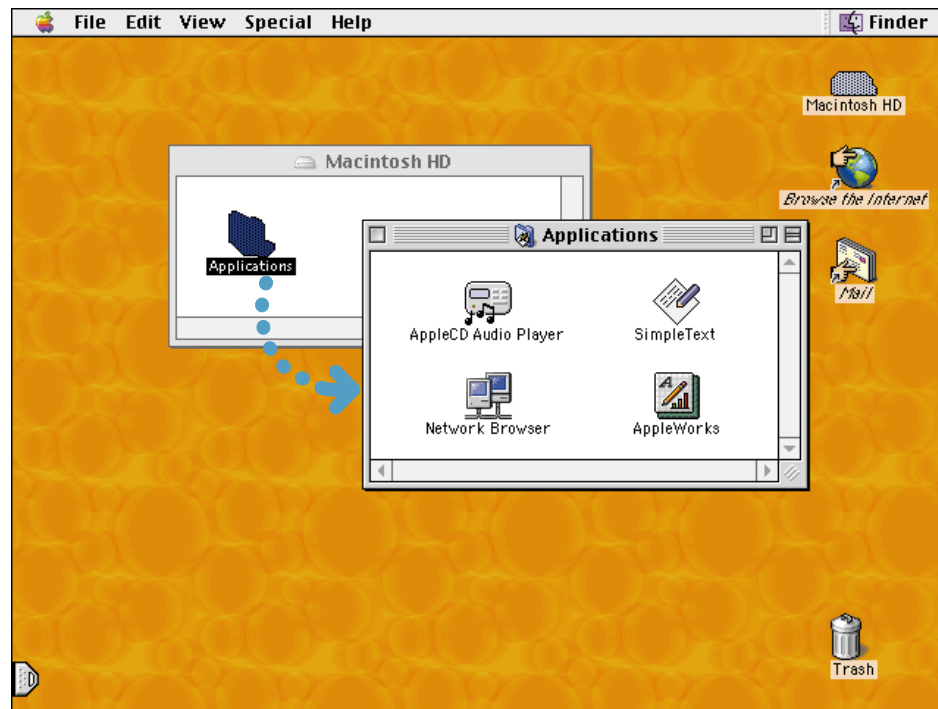 File Edit View Special Help Finder
Macintosh HD
Browse the Internet
Mail
Macintosh HD
Applications
Applications
AppleCD Audio Player SimpleText
Network Browser AppleWorks
Trash